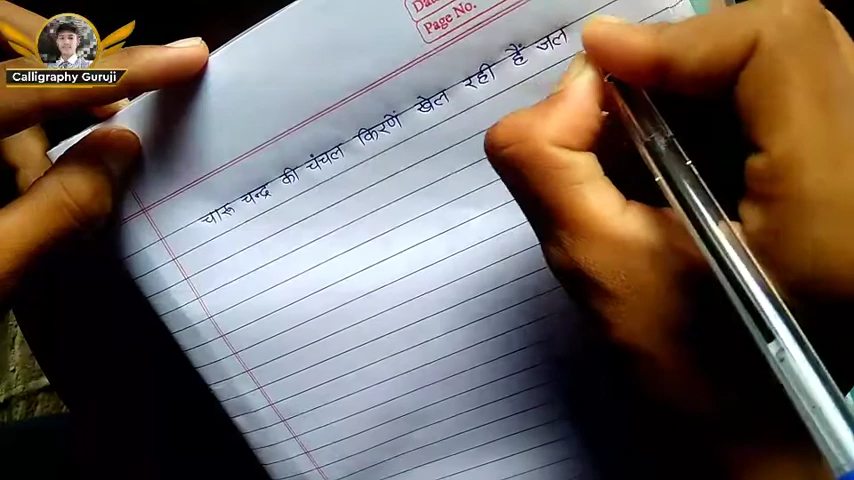 Calligraphy Guruji
Page No.
चारू चन्द्र की चंचल किरणें खेल रही हैं जल